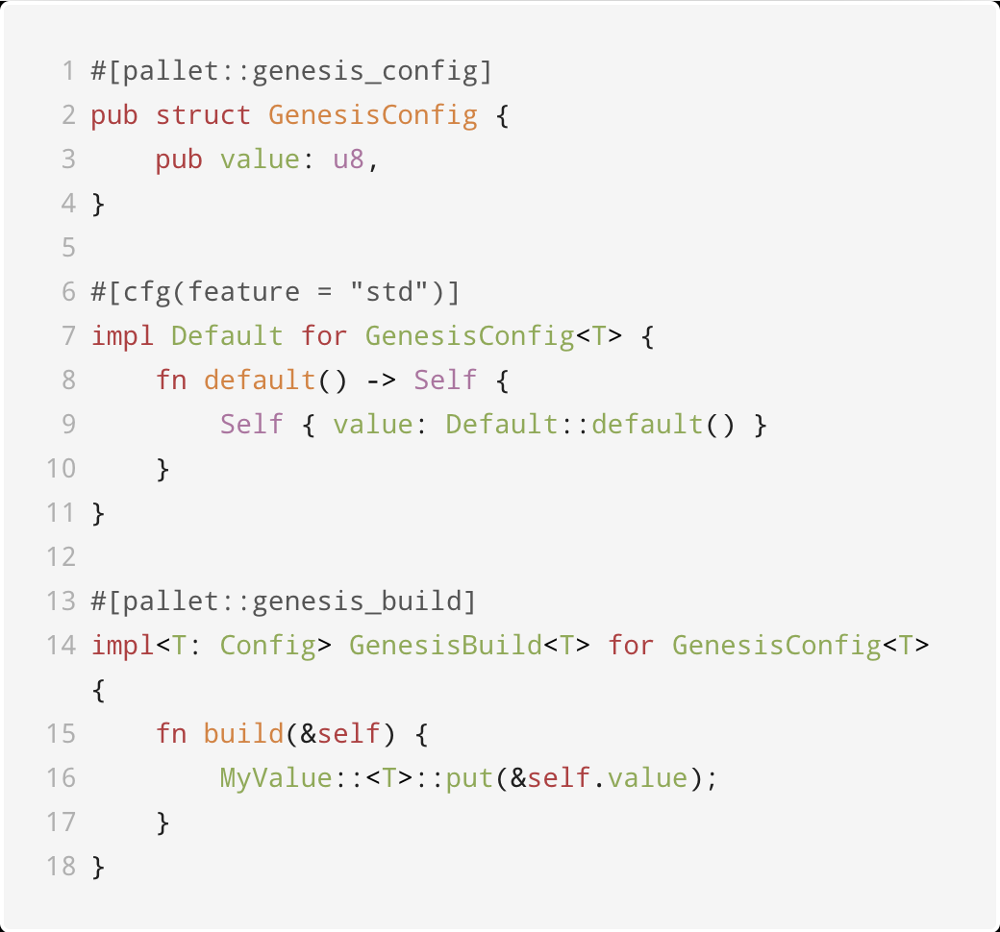 1 #[pallet::genesis_config]
2 pub struct GenesisConfig {
3     pub value: u8,
4 }
5
6 #[cfg(feature = "std")]
7 impl Default for GenesisConfig<T> {
8     fn default() -> Self {
9         Self { value: Default::default() }
10     }
11 }
12
13 #[pallet::genesis_build]
14 impl<T: Config> GenesisBuild<T> for GenesisConfig<T>
{
15     fn build(&self) {
16         MyValue::<T>::put(&self.value);
17     }
18 }